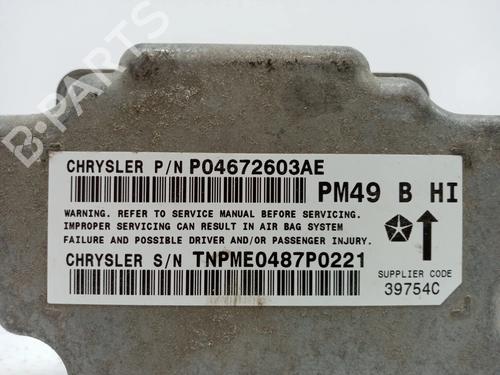 B-PARTS
CHRYSLER P/N P04672603AE
PM49 B HI
WARNING. REFER TO SERVICE MANUAL BEFORE SERVICING.
IMPROPER SERVICING CAN RESULT IN AIR BAG SYSTEM
FAILURE AND POSSIBLE DRIVER AND/OR PASSENGER INJURY.
CHRYSLER S/N TNPME0487P0221
SUPPLIER CODE
39754C